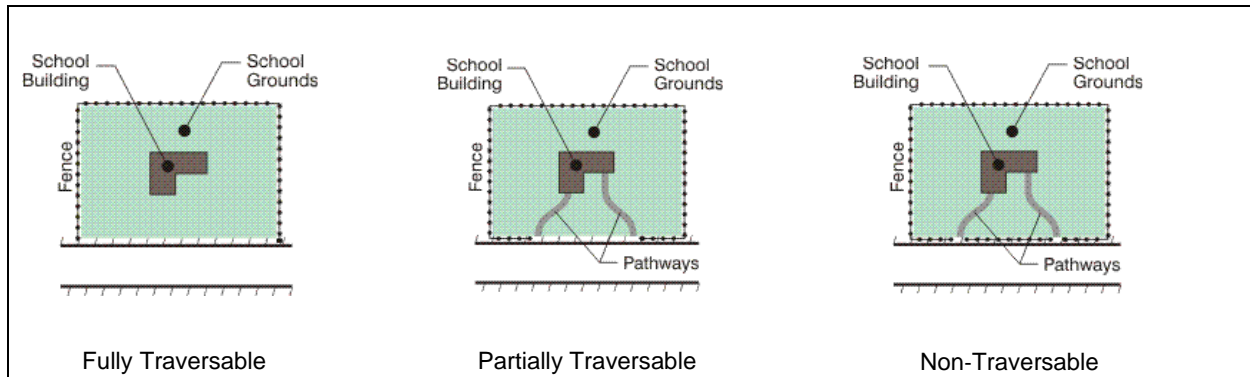 School
Building
School
Grounds
Fence
Fully Traversable
School
Building
School
Grounds
Fence
Pathways
Partially Traversable
School
Building
School
Grounds
Fence
Pathways
Non-Traversable